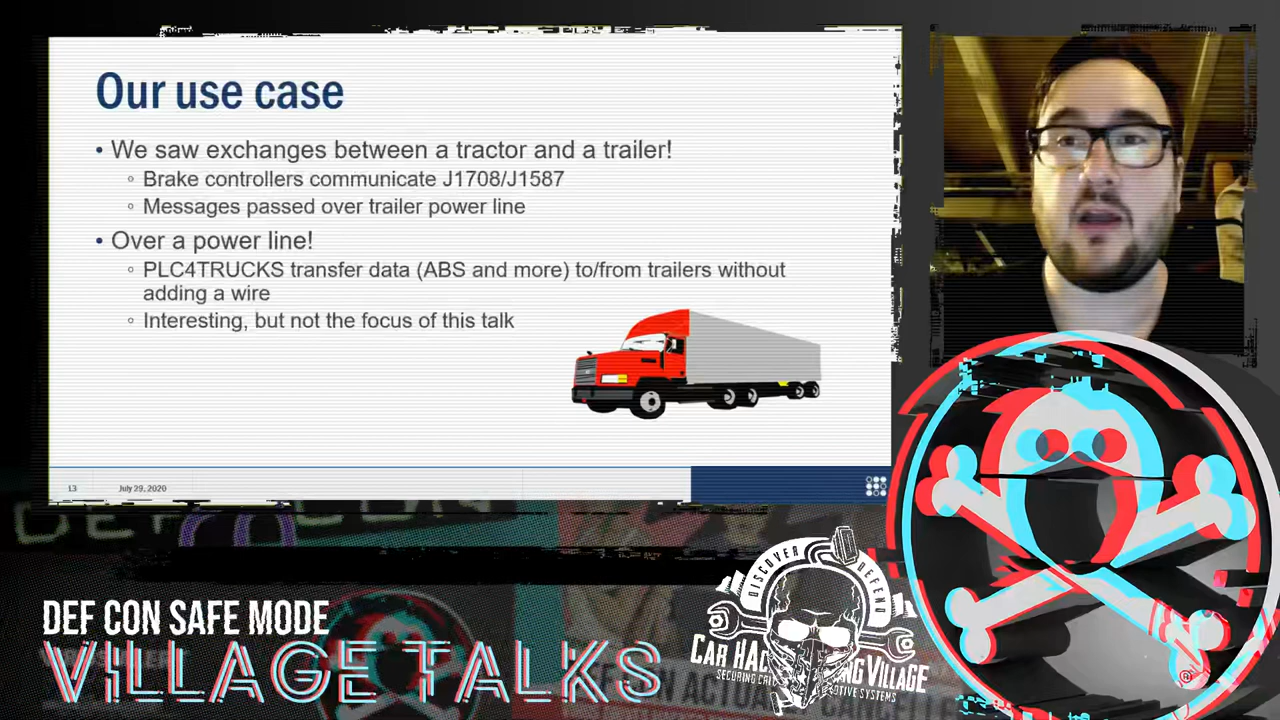 Our use case
• We saw exchanges between a tractor and a trailer!
◦ Brake controllers communicate J1708/J1587
◦ Messages passed over trailer power line
• Over a power line!
◦ PLC4TRUCKS transfer data (ABS and more) to/from trailers without
adding a wire
◦ Interesting, but not the focus of this talk
13 July 29, 2020
DEF CON SAFE MODE
VILLAGE TALKS
DISCOVER DEFEND
CAR HACKING VILLAGE
®